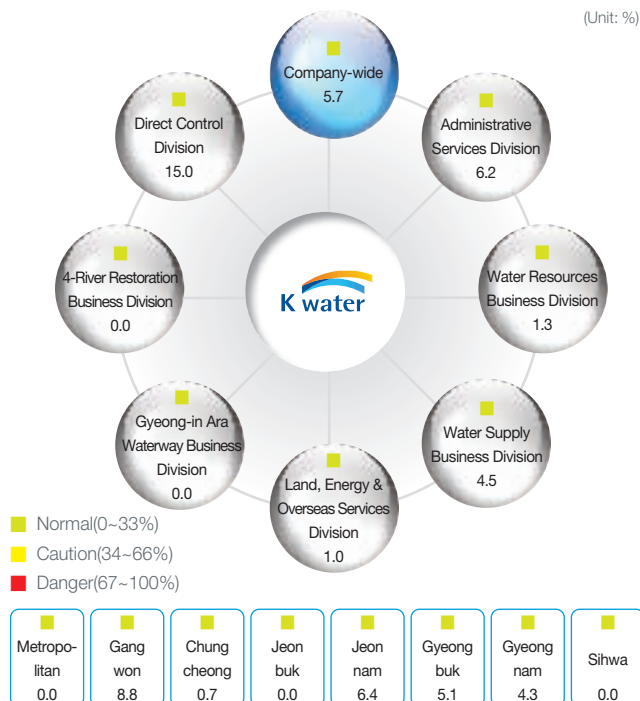 (Unit: %)
Company-wide
5.7
Direct Control
Division
15.0
Administrative
Services Division
6.2
4-River Restoration
Business Division
0.0
K water
Water Resources
Business Division
1.3
Gyeong-in Ara
Waterway Business
Division
0.0
Water Supply
Business Division
4.5
Land, Energy &
Overseas Services
Division
1.0
Normal(0~33%)
Caution(34~66%)
Danger(67~100%)
Metropo-
litan
0.0
Gang
won
8.8
Chung
cheong
0.7
Jeon
buk
0.0
Jeon
nam
6.4
Gyeong
buk
5.1
Gyeong
nam
4.3
Sihwa
0.0